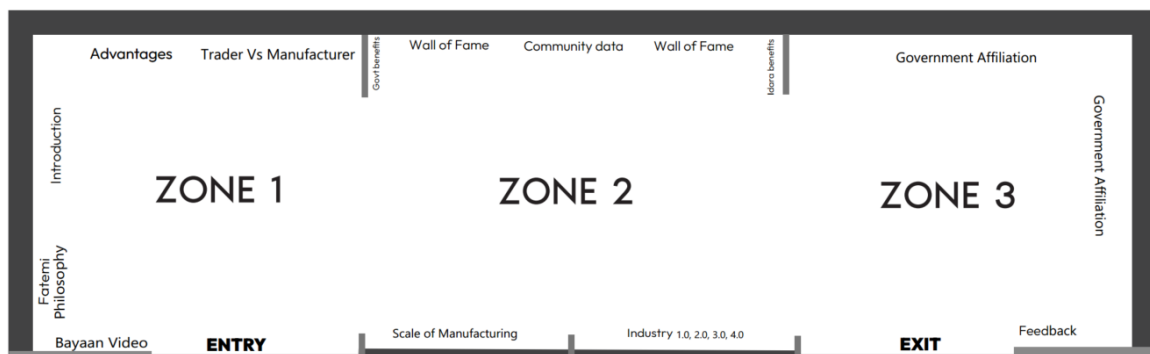 Advantages
Trader Vs Manufacturer
Govt benefits
Wall of Fame
Community data
Wall of Fame
Idara benefits
Government Affiliation
Introduction
Government Affiliation
ZONE 1
ZONE 2
ZONE 3
Fatemi
Philosophy
Bayaan Video
ENTRY
Scale of Manufacturing
Industry 1.0, 2.0, 3.0, 4.0
EXIT
Feedback